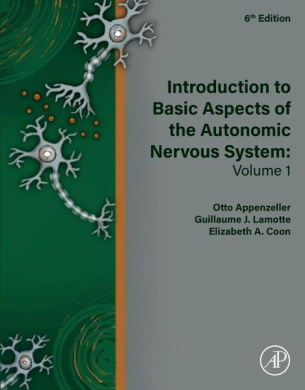 6th Edition
Introduction to
Basic Aspects of
the Autonomic
Nervous System:
Volume 1
Otto Appenzeller
Guillaume J. Lamotte
Elizabeth A. Coon
AP